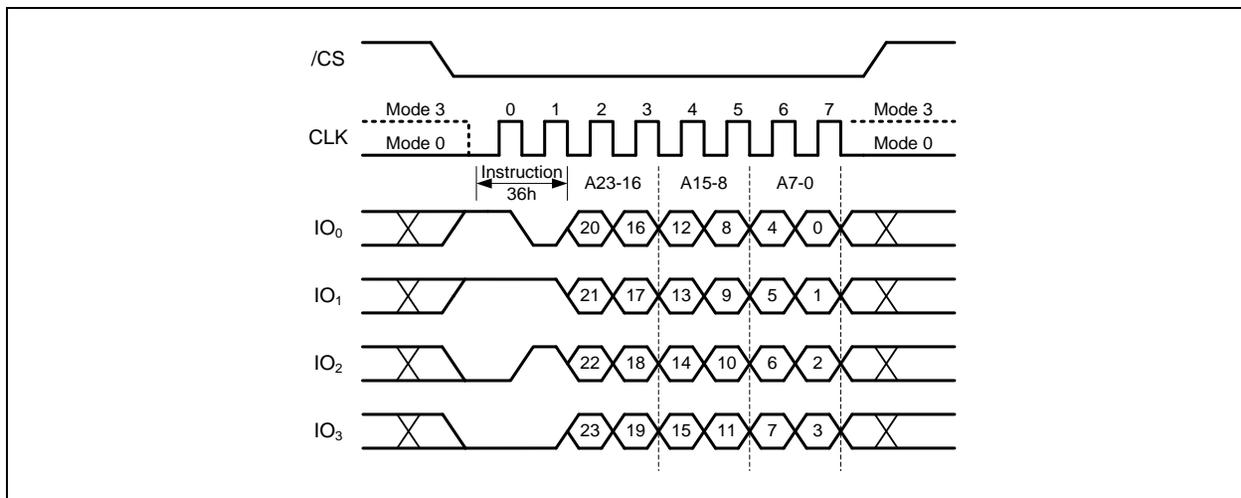 /CS
Mode 3 0 1 2 3 4 5 6 7 Mode 3
CLK
Mode 0 Mode 0
Instruction
36h A23-16 A15-8 A7-0
IO₀ 20 16 12 8 4 0
IO₁ 21 17 13 9 5 1
IO₂ 22 18 14 10 6 2
IO₃ 23 19 15 11 7 3